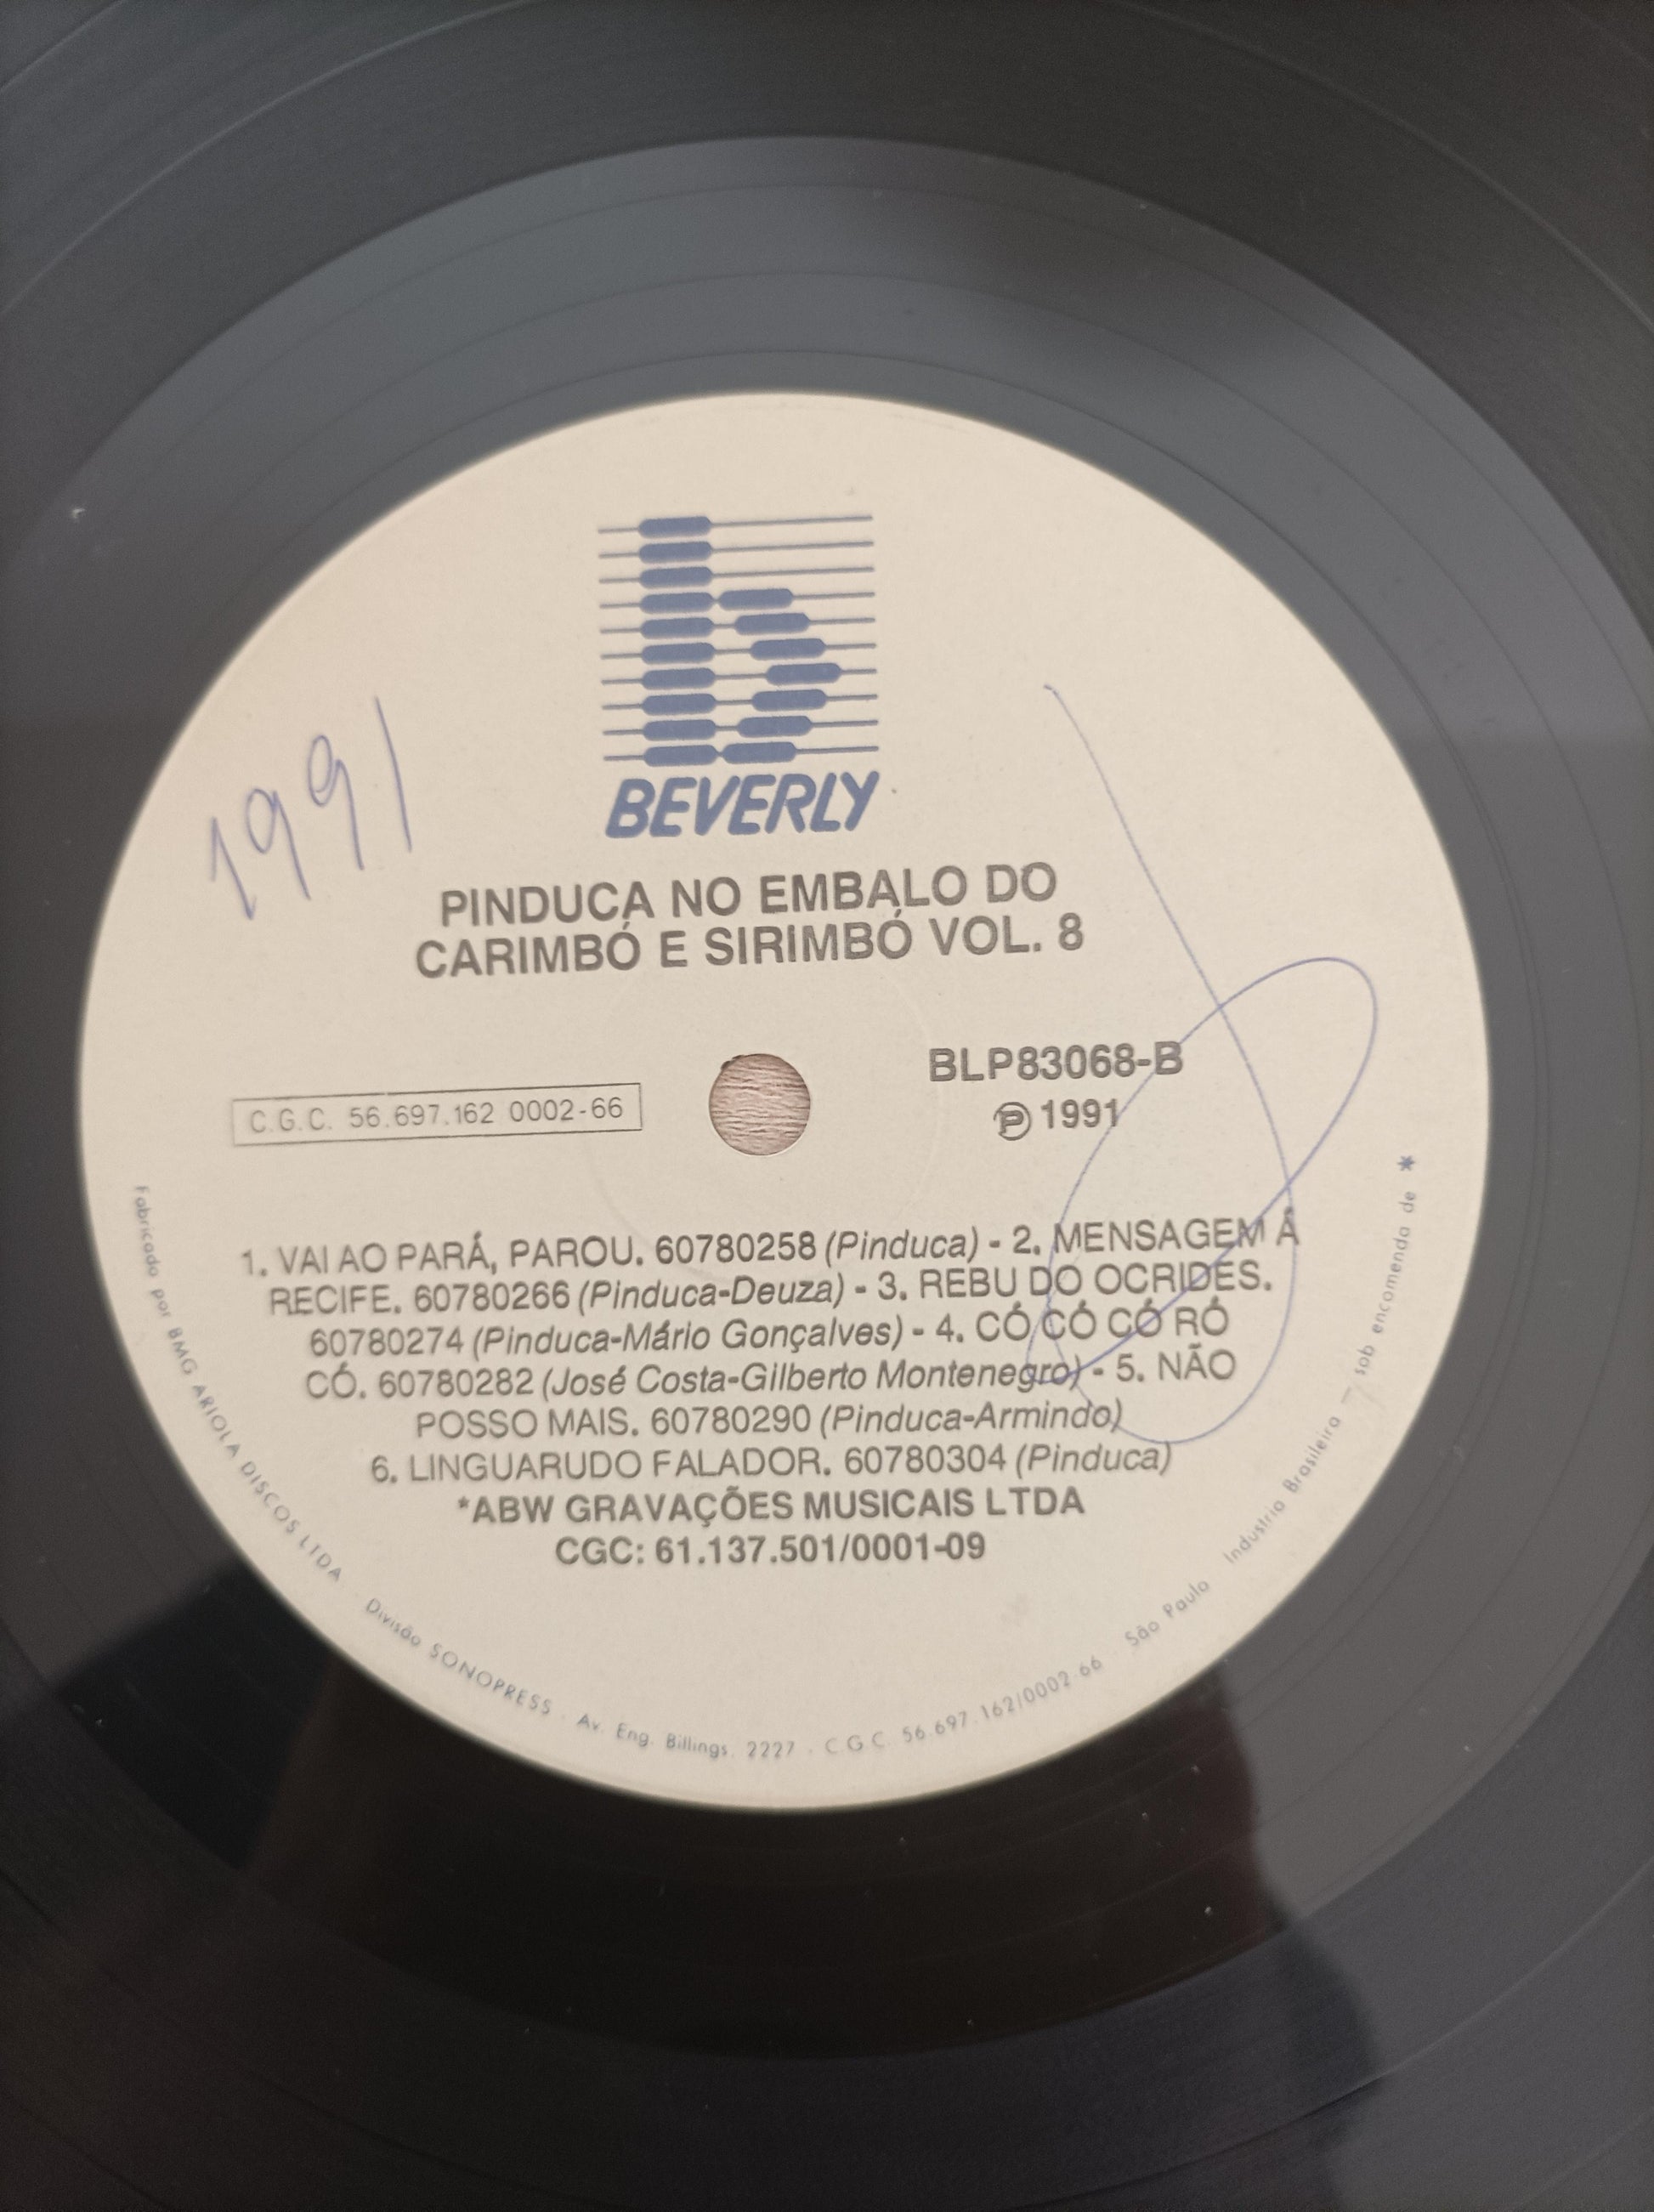 BEVERLY
1991
PINDUCA NO EMBALO DO
CARIMBÓ E SIRIMBÓ VOL. 8
BLP83068-B
Ⓟ 1991
C.G.C. 56.697.162 0002-66
1. VAI AO PARÁ, PAROU. 60780258 (Pinduca) - 2. MENSAGEM Á
RECIFE. 60780266 (Pinduca-Deuza) - 3. REBU DO OCRIDES.
60780274 (Pinduca-Mário Gonçalves) - 4. CÓ CÓ CÓ RÓ
CÓ. 60780282 (José Costa-Gilberto Montenegro) - 5. NÃO
POSSO MAIS. 60780290 (Pinduca-Armindo)
6. LINGUARUDO FALADOR. 60780304 (Pinduca)
*ABW GRAVAÇÕES MUSICAIS LTDA
CGC: 61.137.501/0001-09
Fabricado por BMG ARIOLA DISCOS LTDA · Divisão SONOPRESS · Av. Eng. Billings, 2227 · C G C 56.697.162/0002-66 · São Paulo Industria Brasileira — sob encomenda de *